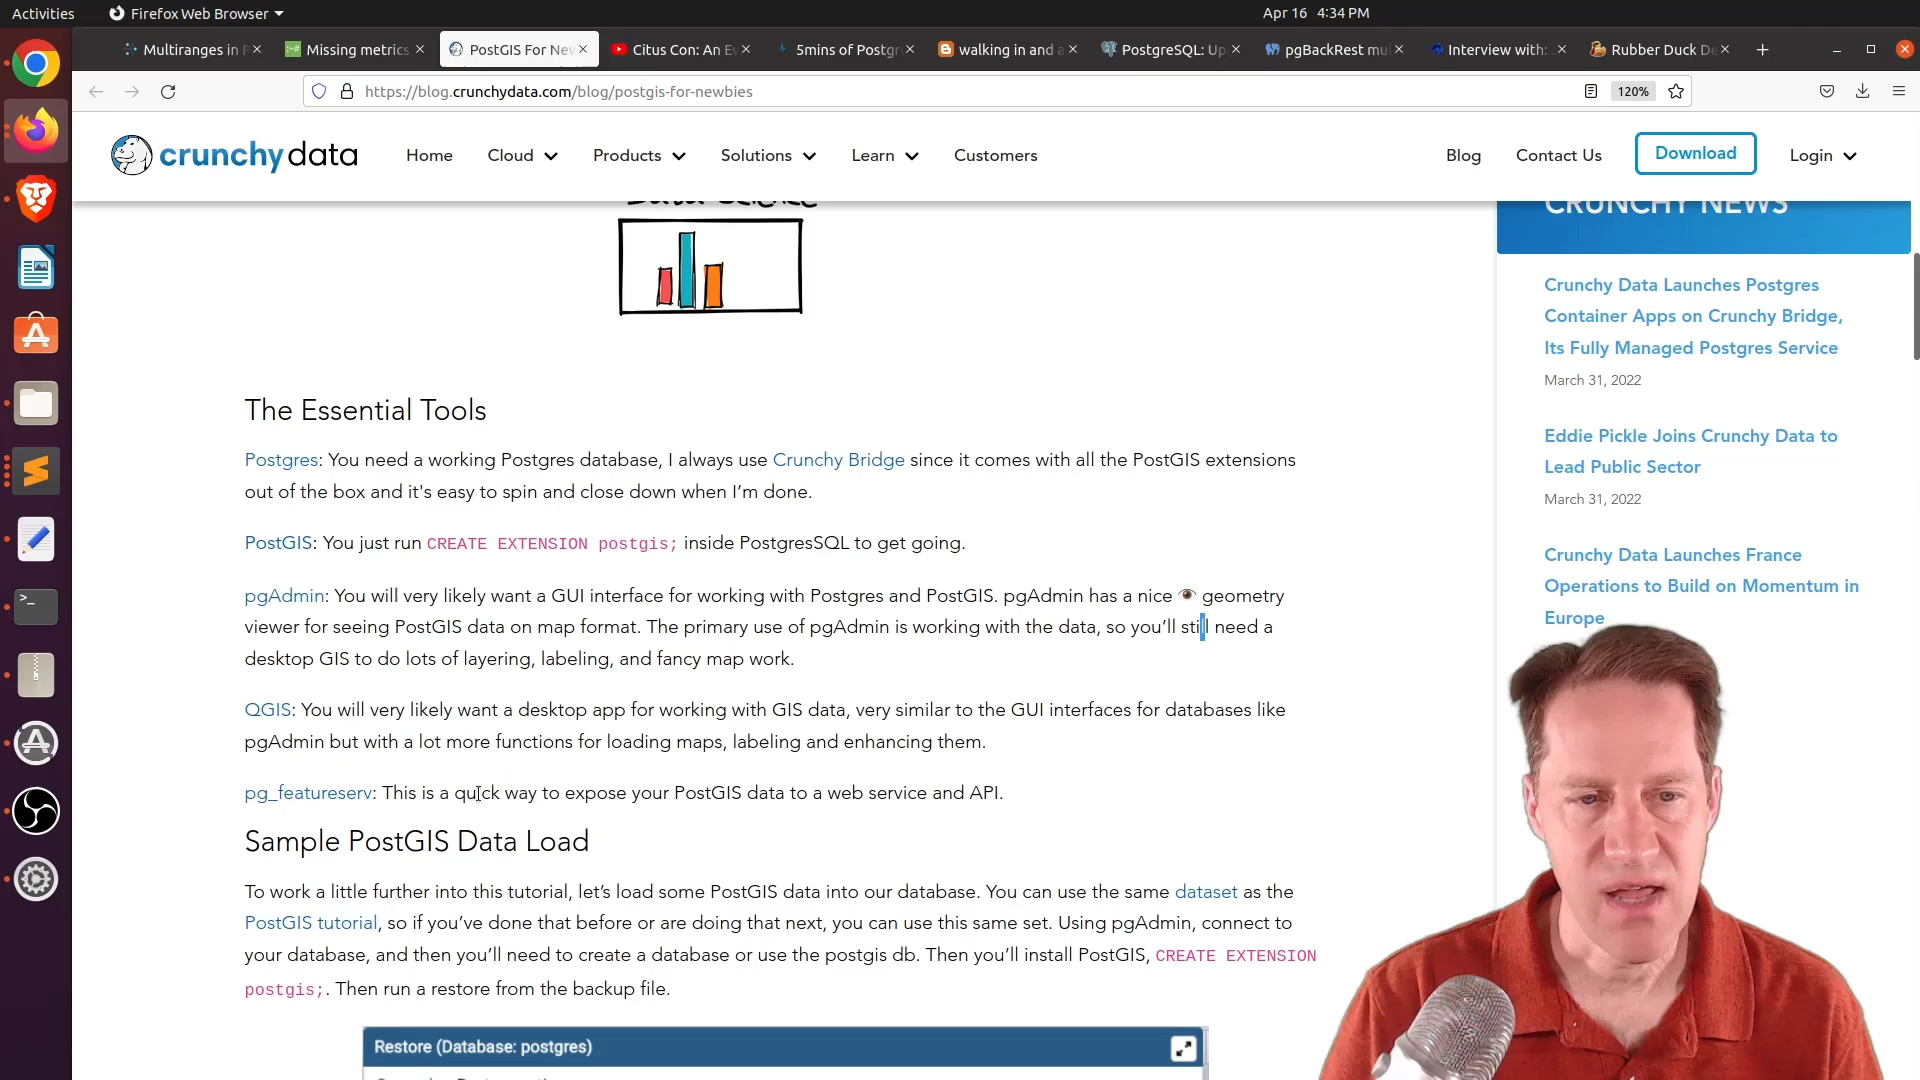 Activities
Firefox Web Browser
Apr 16 4:34 PM
Multiranges in P
Missing metrics
PostGIS For New
Citus Con: An Ev
5mins of Postgr
walking in and a
PostgreSQL: Up
pgBackRest mul
Interview with:
Rubber Duck De
https://blog.crunchydata.com/blog/postgis-for-newbies
120%
crunchydata
Home
Cloud
Products
Solutions
Learn
Customers
Blog
Contact Us
Download
Login
Data Science
CRUNCHY NEWS
Crunchy Data Launches Postgres
Container Apps on Crunchy Bridge,
Its Fully Managed Postgres Service
March 31, 2022
Eddie Pickle Joins Crunchy Data to
Lead Public Sector
March 31, 2022
Crunchy Data Launches France
Operations to Build on Momentum in
Europe
The Essential Tools
Postgres: You need a working Postgres database, I always use Crunchy Bridge since it comes with all the PostGIS extensions
out of the box and it's easy to spin and close down when I’m done.
PostGIS: You just run CREATE EXTENSION postgis; inside PostgresSQL to get going.
pgAdmin: You will very likely want a GUI interface for working with Postgres and PostGIS. pgAdmin has a nice 👁 geometry
viewer for seeing PostGIS data on map format. The primary use of pgAdmin is working with the data, so you’ll still need a
desktop GIS to do lots of layering, labeling, and fancy map work.
QGIS: You will very likely want a desktop app for working with GIS data, very similar to the GUI interfaces for databases like
pgAdmin but with a lot more functions for loading maps, labeling and enhancing them.
pg_featureserv: This is a quick way to expose your PostGIS data to a web service and API.
Sample PostGIS Data Load
To work a little further into this tutorial, let’s load some PostGIS data into our database. You can use the same dataset as the
PostGIS tutorial, so if you’ve done that before or are doing that next, you can use this same set. Using pgAdmin, connect to
your database, and then you’ll need to create a database or use the postgis db. Then you’ll install PostGIS, CREATE EXTENSION
postgis;. Then run a restore from the backup file.
Restore (Database: postgres)